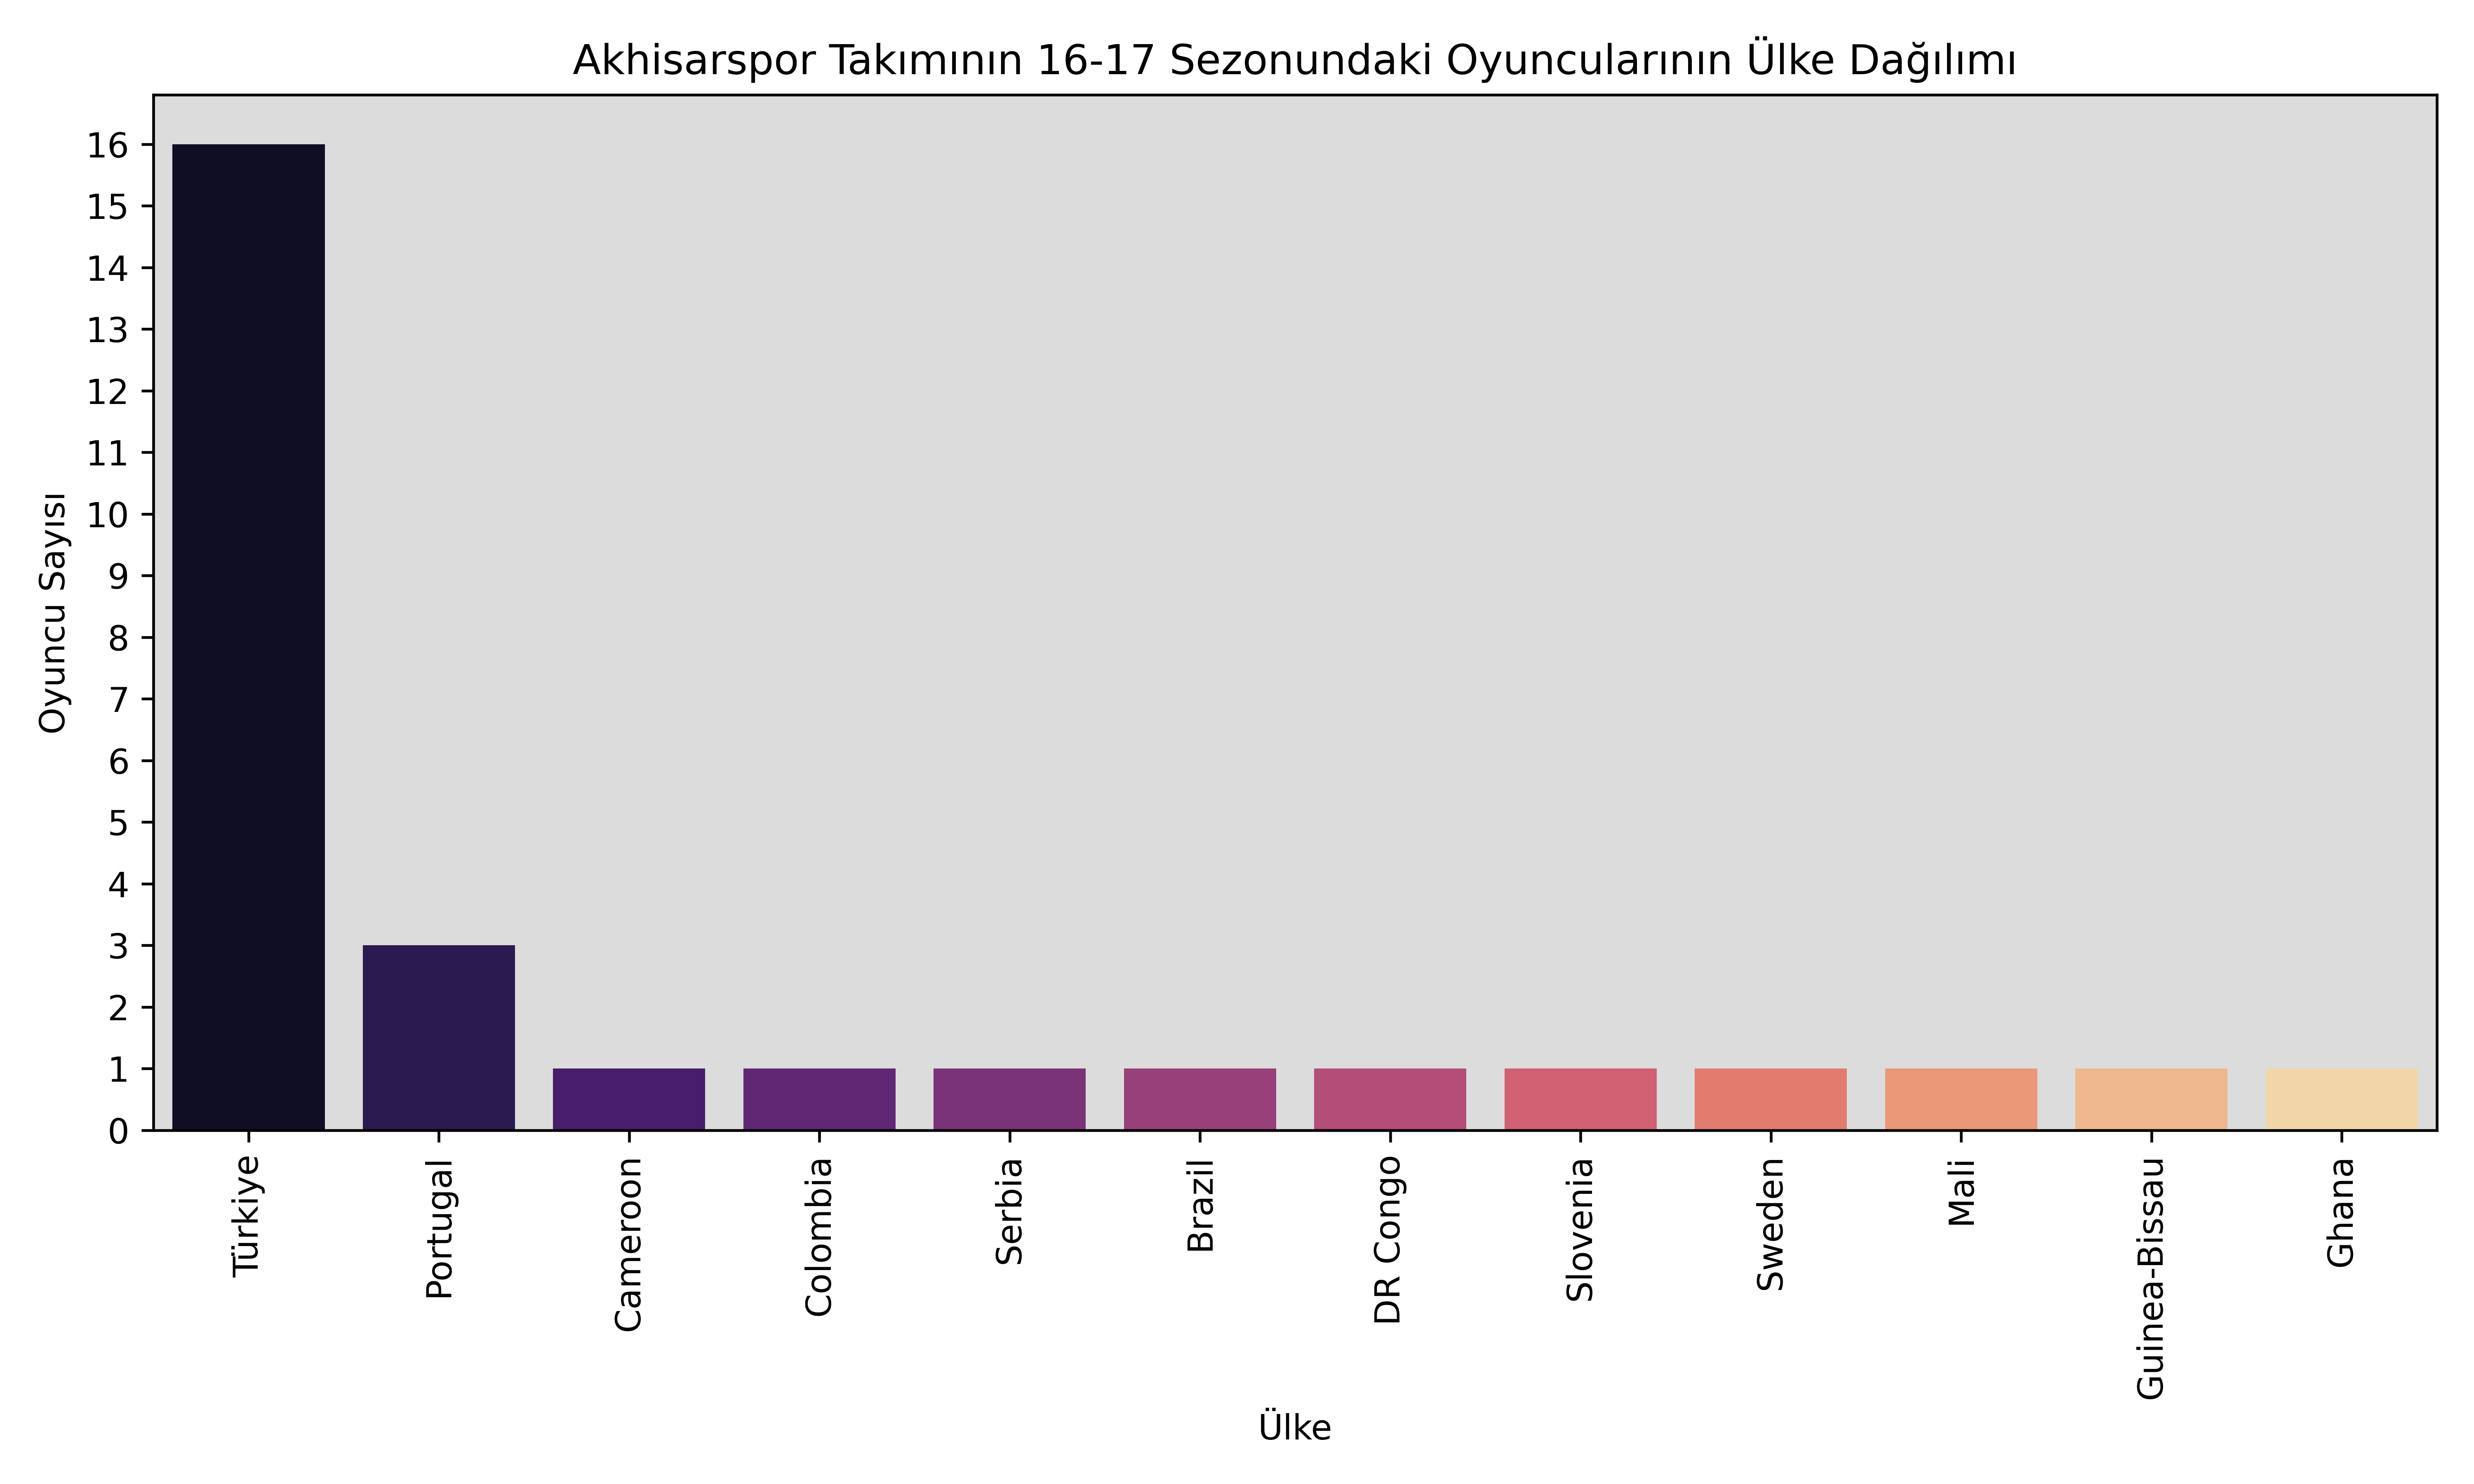 Akhisarspor Takımının 16-17 Sezonundaki Oyuncularının Ülke Dağılımı
Oyuncu Sayısı
16
15
14
13
12
11
10
9
8
7
6
5
4
3
2
1
0
Türkiye
Portugal
Cameroon
Colombia
Serbia
Brazil
DR Congo
Slovenia
Sweden
Mali
Guinea-Bissau
Ghana
Ülke